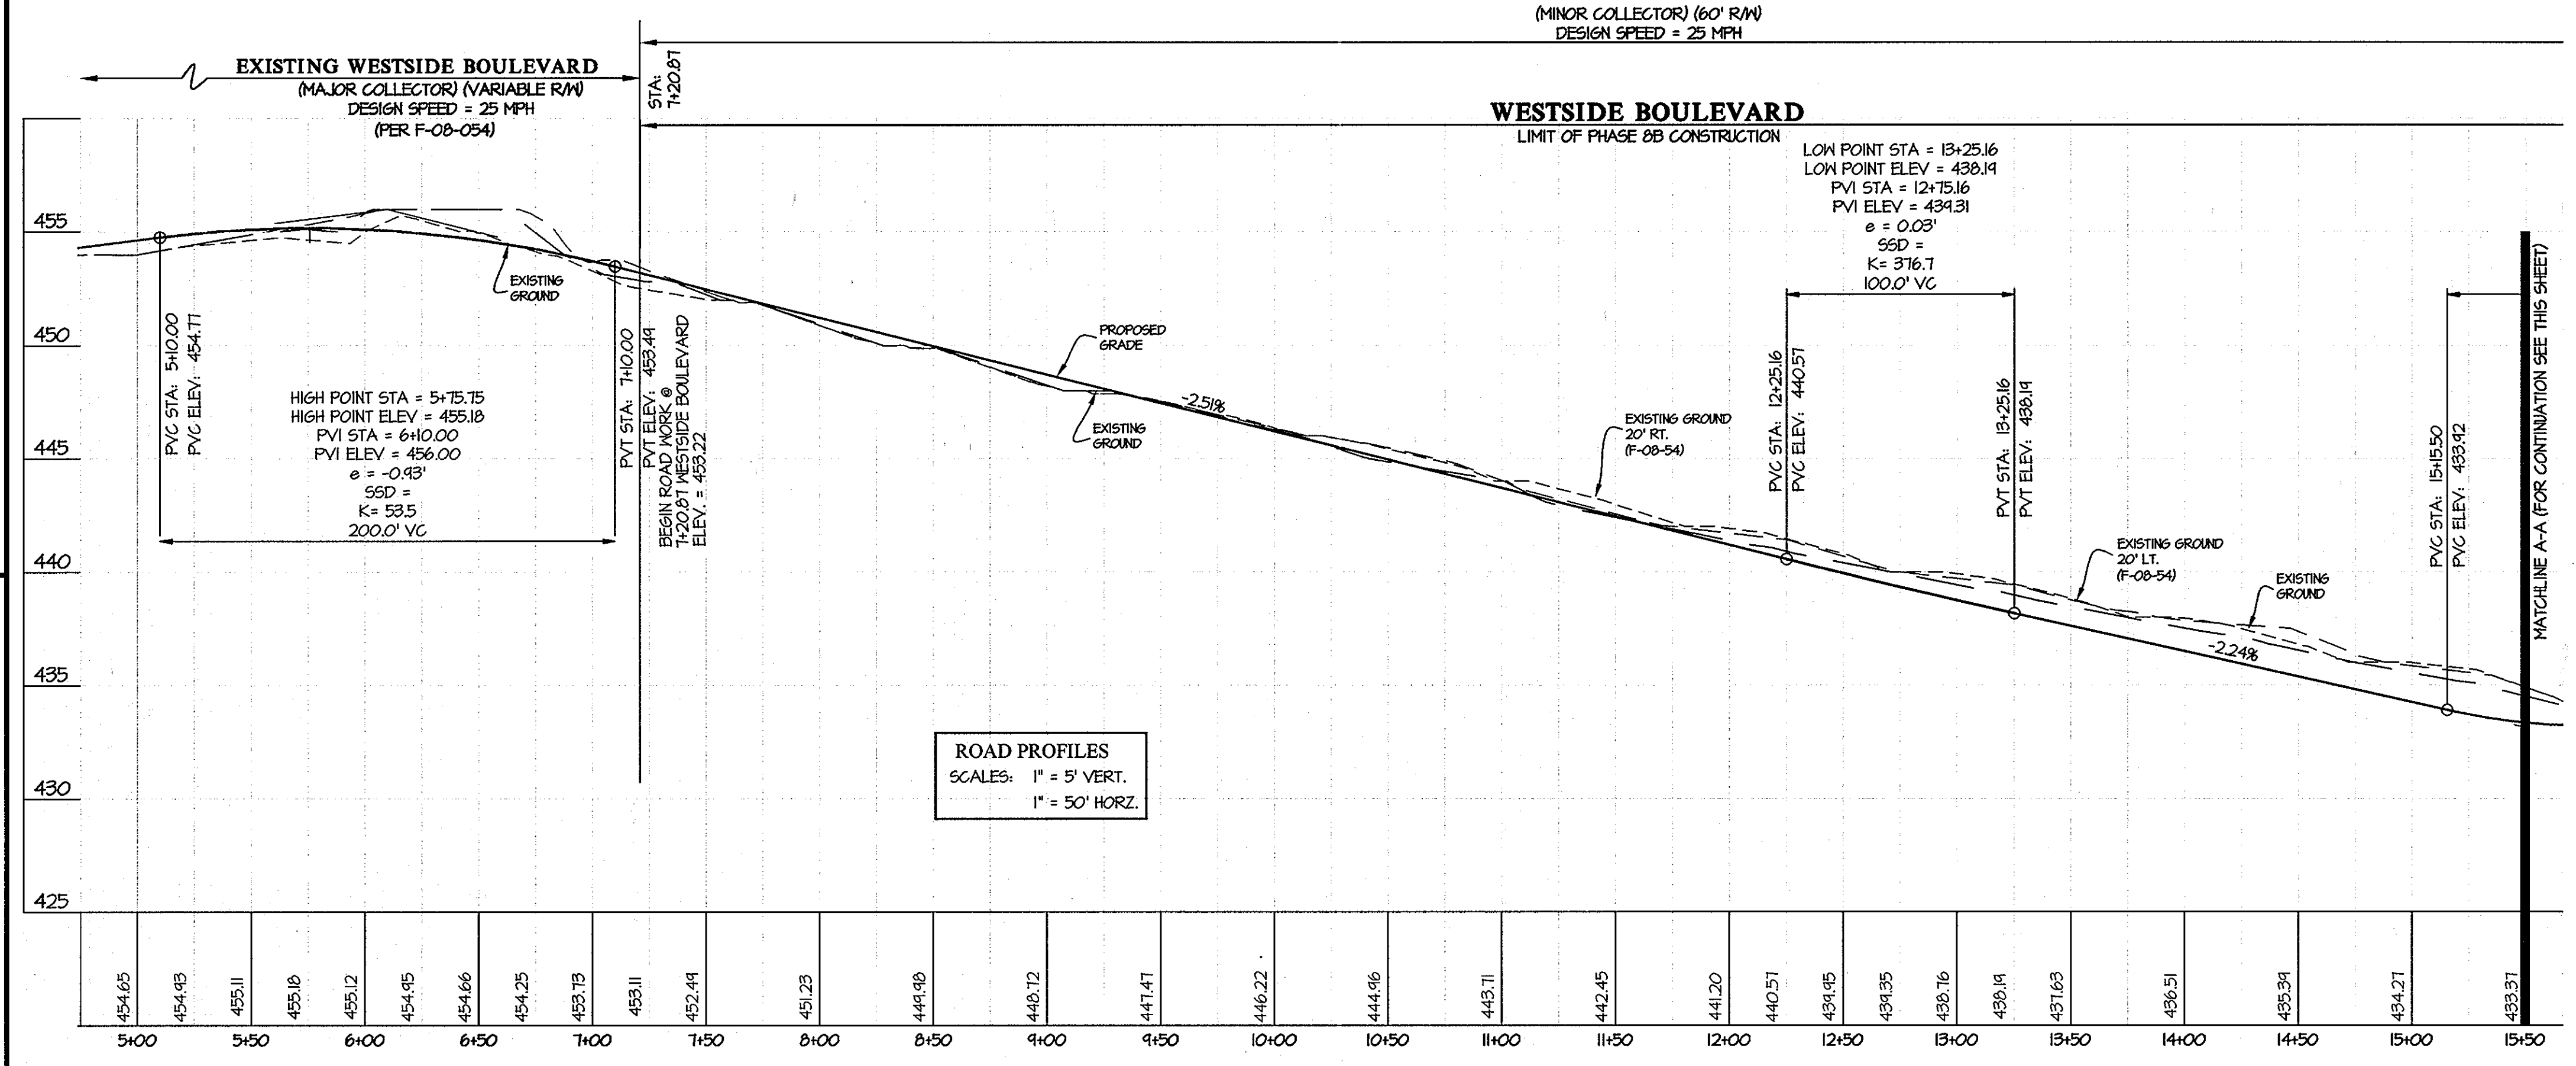 (MINOR COLLECTOR) (60' R/W)
DESIGN SPEED = 25 MPH
EXISTING WESTSIDE BOULEVARD
(MAJOR COLLECTOR) (VARIABLE R/W)
DESIGN SPEED = 25 MPH
(PER F-08-054)
STA:
7+20.87
WESTSIDE BOULEVARD
LIMIT OF PHASE 8B CONSTRUCTION
LOW POINT STA = 13+25.16
LOW POINT ELEV = 438.19
PVI STA = 12+75.16
PVI ELEV = 439.31
e = 0.03'
SSD =
K= 376.7
100.0' VC
455
450
445
440
435
430
425
EXISTING
GROUND
PVC STA: 5+10.00
PVC ELEV: 454.77
HIGH POINT STA = 5+75.75
HIGH POINT ELEV = 455.18
PVI STA = 6+10.00
PVI ELEV = 456.00
e = -0.93'
SSD =
K= 53.5
200.0' VC
PVT STA: 7+10.00
PVT ELEV: 453.49
BEGIN ROAD WORK @
7+20.87 WESTSIDE BOULEVARD
ELEV. = 453.22
PROPOSED
GRADE
EXISTING
GROUND
-2.51%
EXISTING GROUND
20' RT.
(F-08-54)
PVC STA: 12+25.16
PVC ELEV: 440.57
PVT STA: 13+25.16
PVT ELEV: 438.19
EXISTING GROUND
20' LT.
(F-08-54)
EXISTING
GROUND
-2.24%
PVC STA: 15+15.50
PVC ELEV: 433.92
MATCHLINE A-A (FOR CONTINUATION SEE THIS SHEET)
ROAD PROFILES
SCALES: 1" = 5' VERT.
1" = 50' HORZ.
454.65 454.93 455.11 455.18 455.12 454.95 454.66 454.25 453.73 453.11 452.49 451.23 449.98 448.72 447.47 446.22 444.96 443.71 442.45 441.20 440.57 439.95 439.35 438.76 438.19 437.63 436.51 435.39 434.27 433.37
5+00 5+50 6+00 6+50 7+00 7+50 8+00 8+50 9+00 9+50 10+00 10+50 11+00 11+50 12+00 12+50 13+00 13+50 14+00 14+50 15+00 15+50